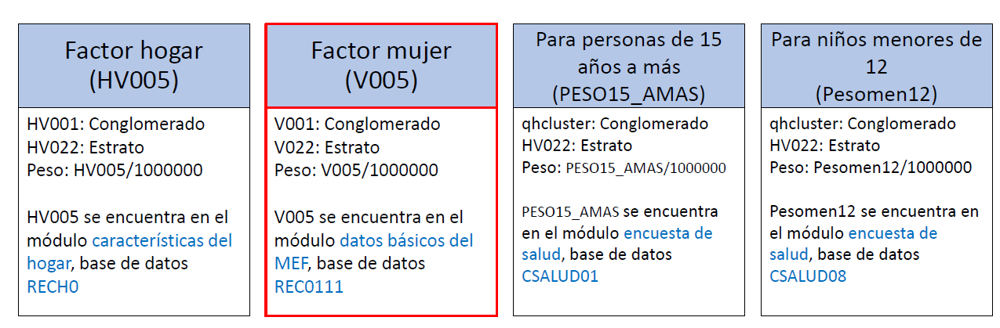 Factor hogar
(HV005)
HV001: Conglomerado
HV022: Estrato
Peso: HV005/1000000
HV005 se encuentra en el
módulo características del
hogar, base de datos
RECH0
Factor mujer
(V005)
V001: Conglomerado
V022: Estrato
Peso: V005/1000000
V005 se encuentra en el
módulo datos básicos del
MEF, base de datos
REC0111
Para personas de 15
años a más
(PESO15_AMAS)
qhcluster: Conglomerado
HV022: Estrato
Peso: PESO15_AMAS/1000000
PESO15_AMAS se encuentra
en el módulo encuesta de
salud, base de datos
CSALUD01
Para niños menores de
12
(Pesomen12)
qhcluster: Conglomerado
HV022: Estrato
Peso: Pesomen12/1000000
Pesomen12 se encuentra en
el módulo encuesta de
salud, base de datos
CSALUD08